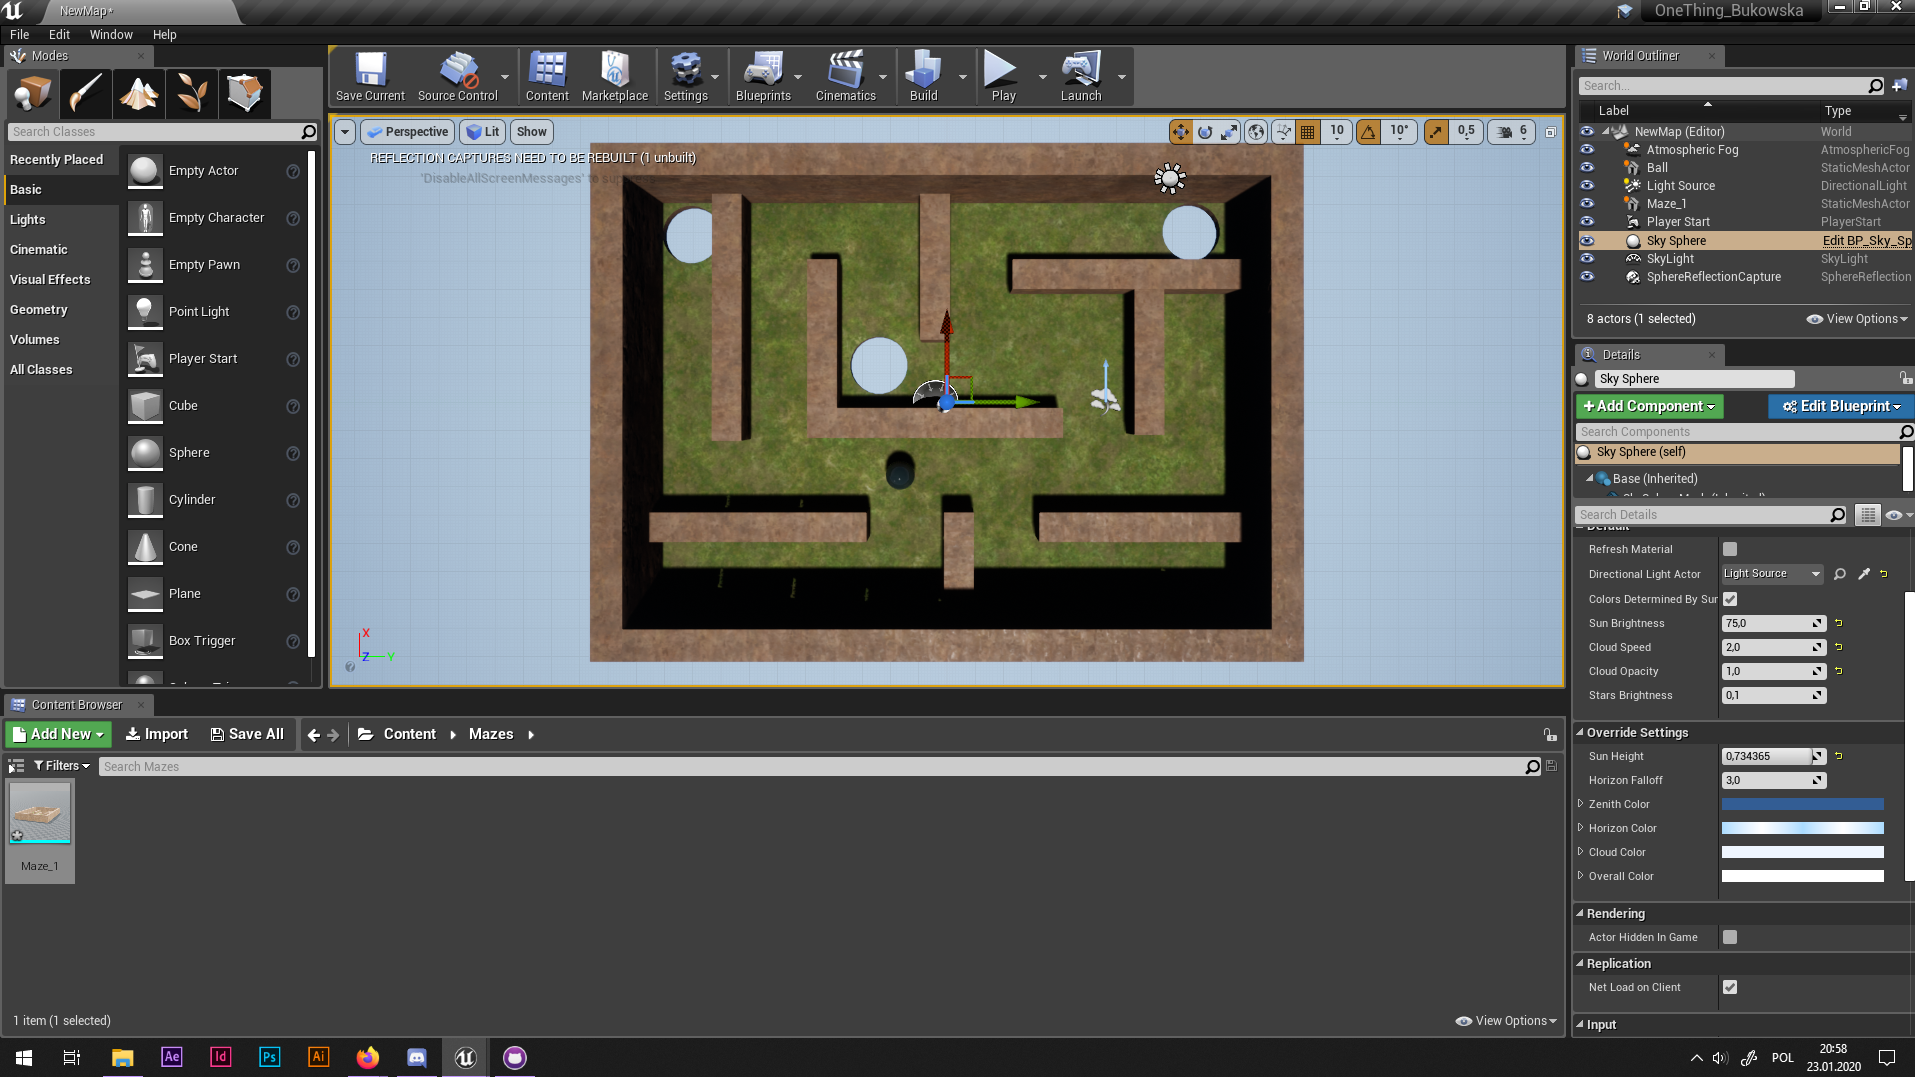 NewMap*
OneThing_Bukowska
File Edit Window Help
Modes
World Outliner
Save Current
Source Control
Content
Marketplace
Settings
Blueprints
Cinematics
Build
Play
Launch
Search Classes
Recently Placed
Basic
Lights
Cinematic
Visual Effects
Geometry
Volumes
All Classes
Empty Actor
Empty Character
Empty Pawn
Point Light
Player Start
Cube
Sphere
Cylinder
Cone
Plane
Box Trigger
Perspective Lit Show
10 10° 0,5 6
REFLECTION CAPTURES NEED TO BE REBUILT (1 unbuilt)
'DisableAllScreenMessages' to
X
Z Y
Search...
Label Type
NewMap (Editor) World
Atmospheric Fog AtmosphericFog
Ball StaticMeshActor
Light Source DirectionalLight
Maze_1 StaticMeshActor
Player Start PlayerStart
Sky Sphere Edit BP_Sky_Sp
SkyLight SkyLight
SphereReflectionCapture SphereReflection
8 actors (1 selected) View Options
Details
Sky Sphere
+Add Component Edit Blueprint
Search Components
Sky Sphere (self)
Base (Inherited)
Search Details
Default
Refresh Material
Directional Light Actor Light Source
Colors Determined By Sun
Sun Brightness 75,0
Cloud Speed 2,0
Cloud Opacity 1,0
Stars Brightness 0,1
Override Settings
Sun Height 0,734365
Horizon Falloff 3,0
Zenith Color
Horizon Color
Cloud Color
Overall Color
Rendering
Actor Hidden In Game
Replication
Net Load on Client
Input
Content Browser
Add New Import Save All Content Mazes
Filters Search Mazes
Maze_1
1 item (1 selected) View Options
Ae Id Ps Ai
POL
20:58
23.01.2020